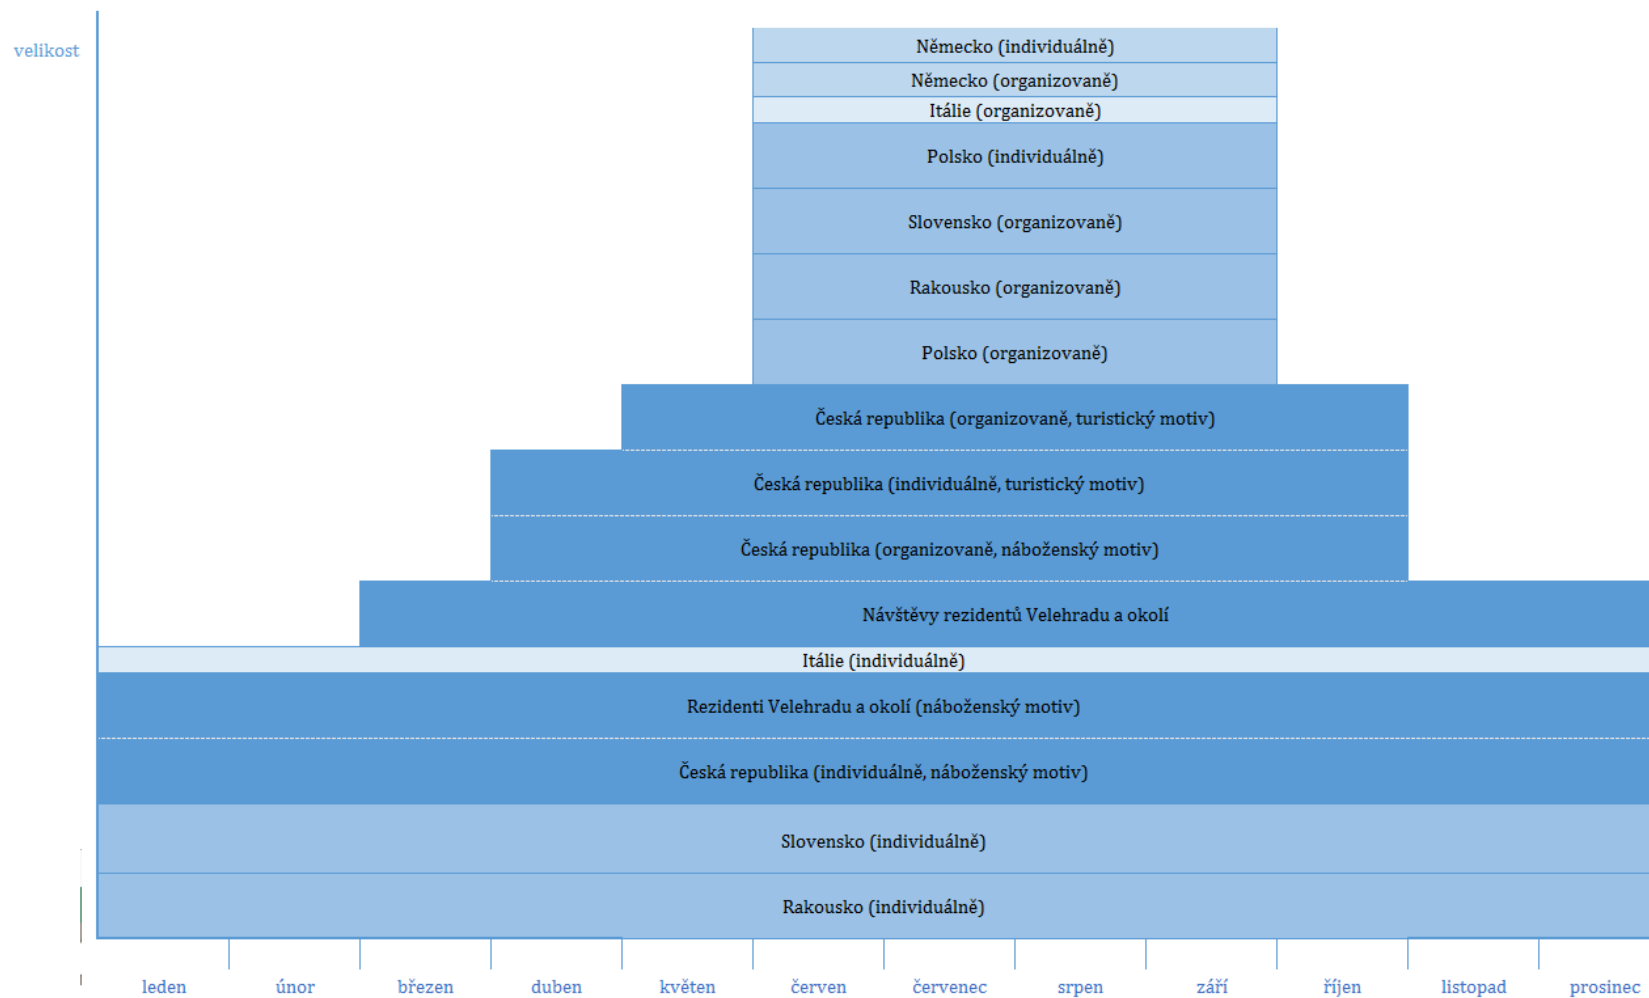 velikost
Německo (individuálně)
Německo (organizovaně)
Itálie (organizovaně)
Polsko (individuálně)
Slovensko (organizovaně)
Rakousko (organizovaně)
Polsko (organizovaně)
Česká republika (organizovaně, turistický motiv)
Česká republika (individuálně, turistický motiv)
Česká republika (organizovaně, náboženský motiv)
Návštěvy rezidentů Velehradu a okolí
Itálie (individuálně)
Rezidenti Velehradu a okolí (náboženský motiv)
Česká republika (individuálně, náboženský motiv)
Slovensko (individuálně)
Rakousko (individuálně)
leden únor březen duben květen červen červenec srpen září říjen listopad prosinec